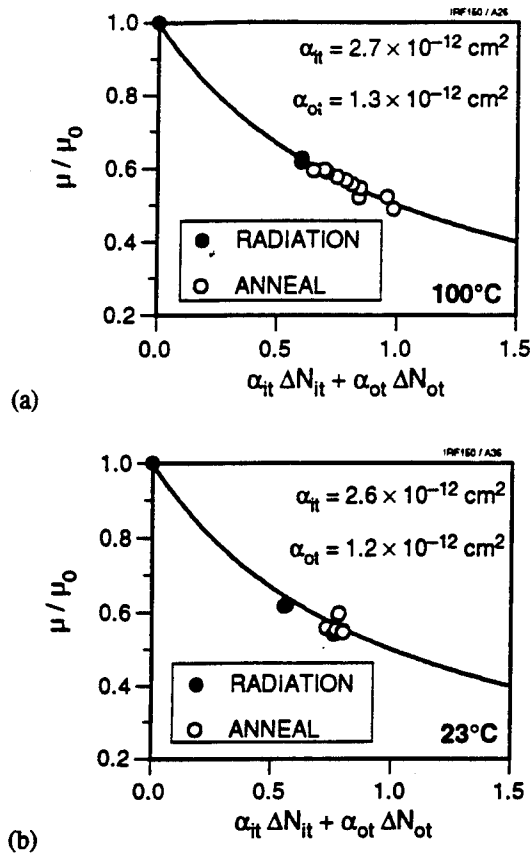 IRF150 / A26
1.0
αit = 2.7 × 10⁻¹² cm²
αot = 1.3 × 10⁻¹² cm²
0.8
μ / μ0
0.6
0.4
RADIATION
ANNEAL
100°C
0.2
0.0 0.5 1.0 1.5
αit ΔNit + αot ΔNot
(a)
IRF150 / A36
1.0
αit = 2.6 × 10⁻¹² cm²
αot = 1.2 × 10⁻¹² cm²
0.8
μ / μ0
0.6
0.4
RADIATION
ANNEAL
23°C
0.2
0.0 0.5 1.0 1.5
αit ΔNit + αot ΔNot
(b)